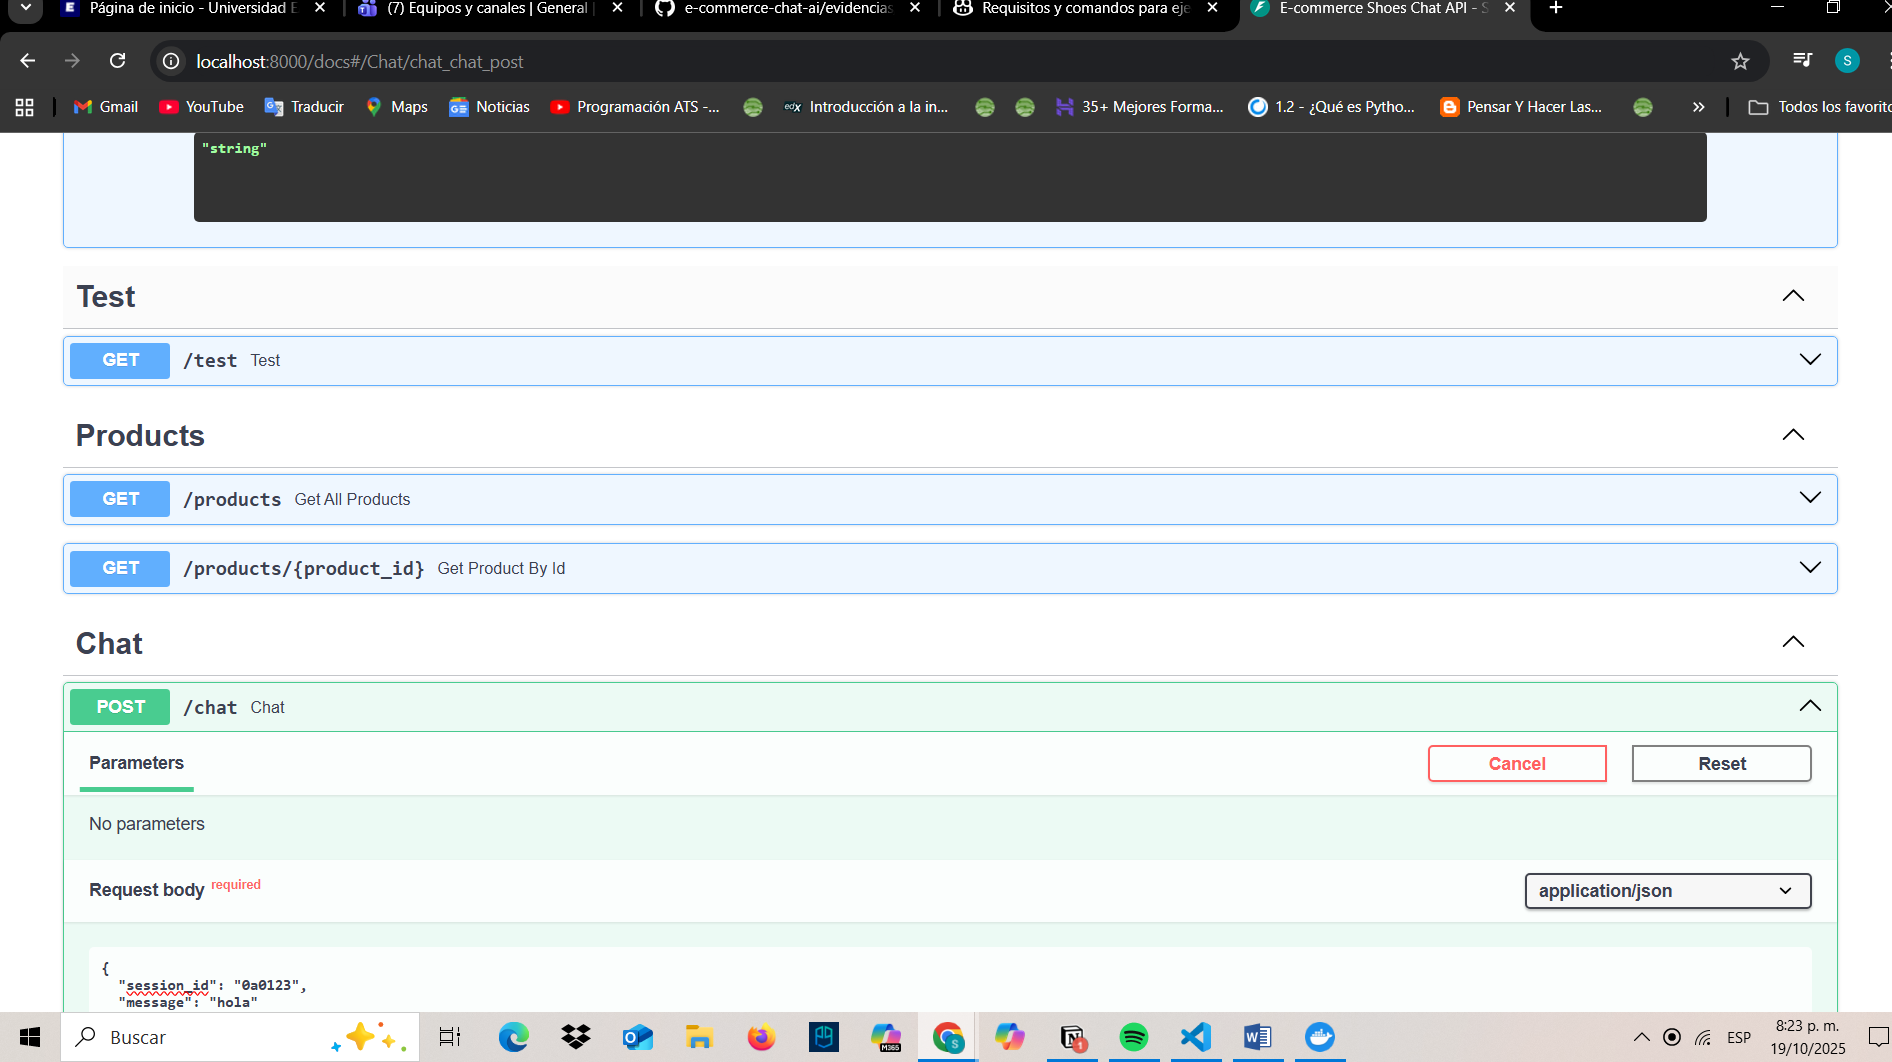 Página de inicio - Universidad E
(7) Equipos y canales | General |
e-commerce-chat-ai/evidencias
Requisitos y comandos para eje
E-commerce Shoes Chat API - S
localhost:8000/docs#/Chat/chat_chat_post
S
Gmail
YouTube
Traducir
Maps
Noticias
Programación ATS -...
edx
Introducción a la in...
35+ Mejores Forma...
1.2 - ¿Qué es Pytho...
Pensar Y Hacer Las...
»
Todos los favorito
"string"
Test
GET /test Test
Products
GET /products Get All Products
GET /products/{product_id} Get Product By Id
Chat
POST /chat Chat
Parameters
Cancel
Reset
No parameters
Request body required
application/json
{
"session_id": "0a0123",
"message": "hola"
Buscar
M365
S
1
ESP
8:23 p. m.
19/10/2025